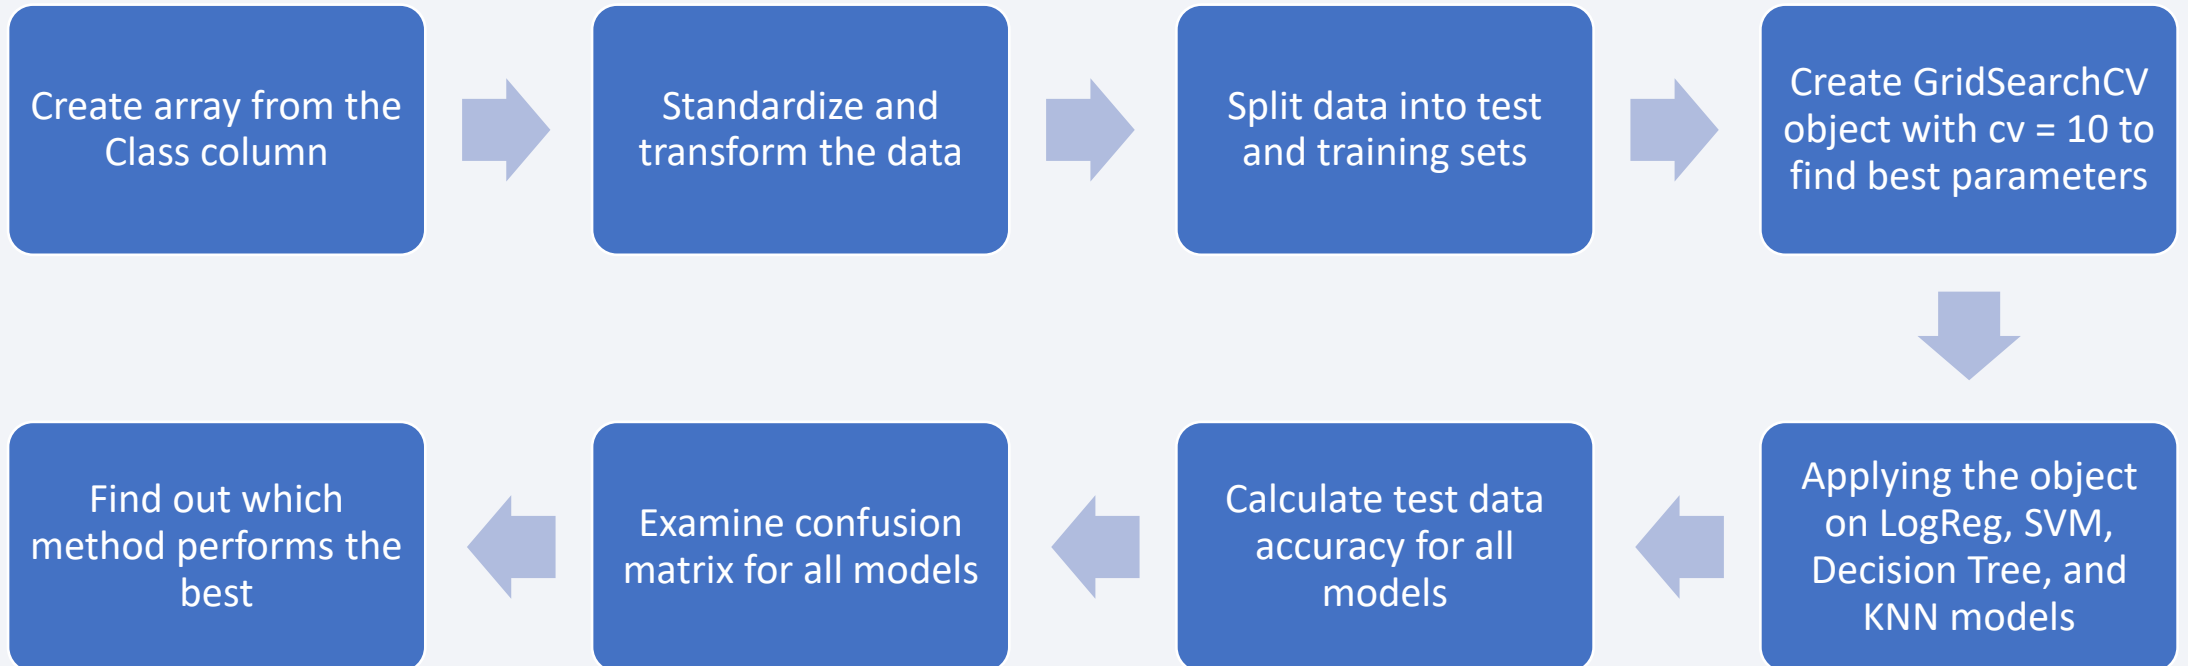 Create array from the
Class column
Standardize and
transform the data
Split data into test
and training sets
Create GridSearchCV
object with cv = 10 to
find best parameters
Applying the object
on LogReg, SVM,
Decision Tree, and
KNN models
Calculate test data
accuracy for all
models
Examine confusion
matrix for all models
Find out which
method performs the
best